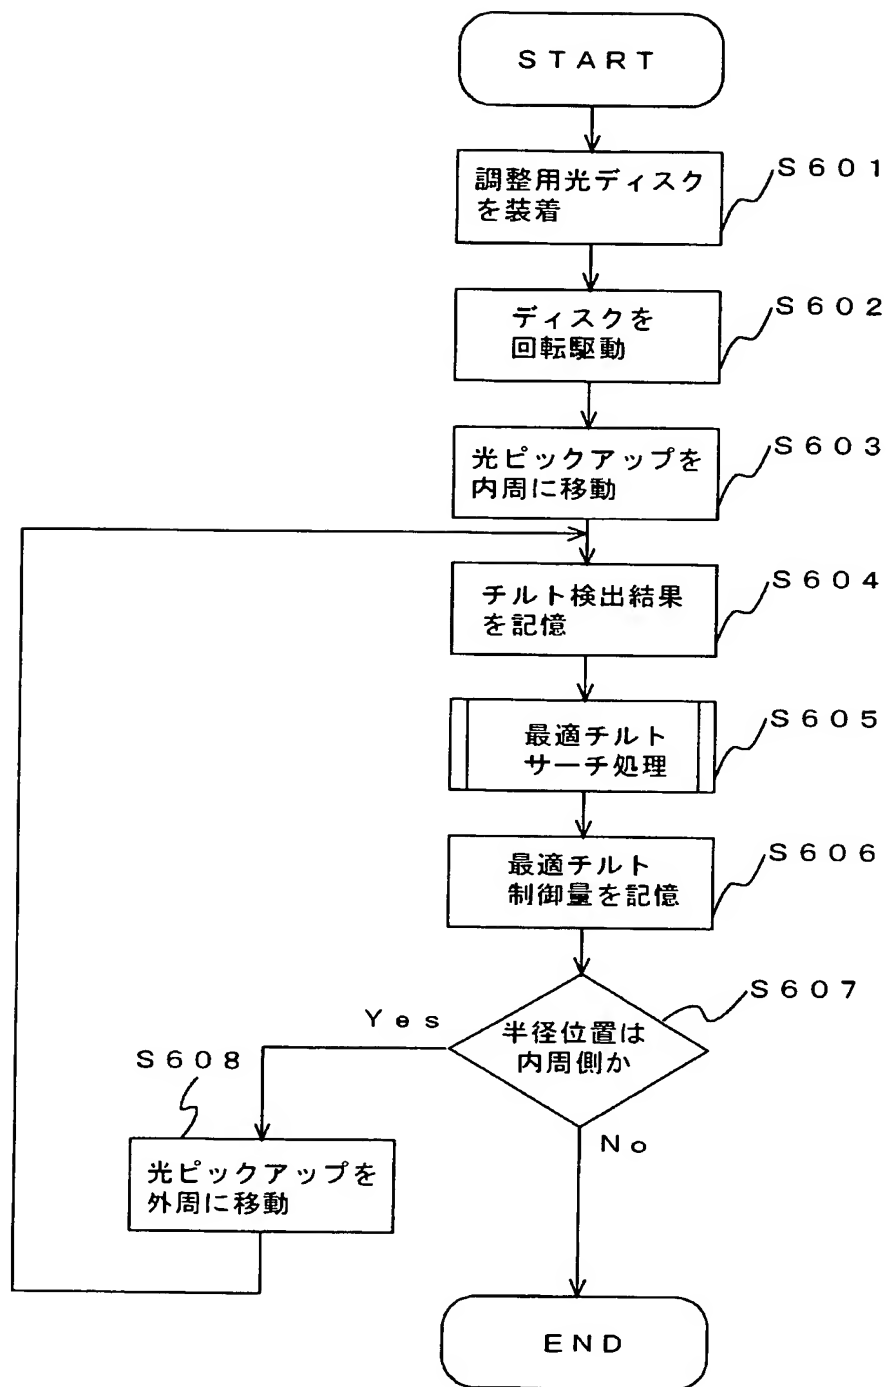 START
調整用光ディスク
を装着
S601
ディスクを
回転駆動
S602
光ピックアップを
内周に移動
S603
チルト検出結果
を記憶
S604
最適チルト
サーチ処理
S605
最適チルト
制御量を記憶
S606
半径位置は
内周側か
S607
Yes
No
S608
光ピックアップを
外周に移動
END